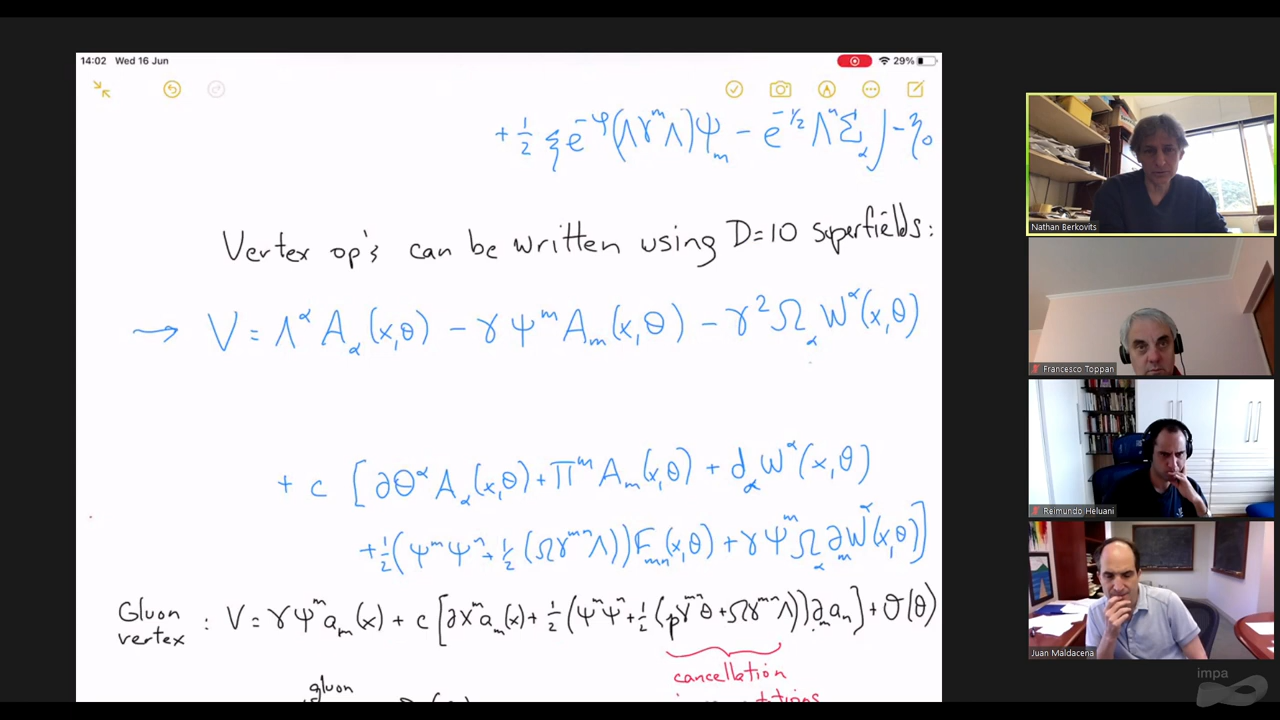 14:02 Wed 16 Jun
29%
+ 1/2 ξ e^{-φ} (Λγ^mΛ) ψ_m - e^{-1/2} Λ^α Σ_α
Vertex op's can be written using D=10 superfields:
→ V = Λ^α A_α(x,θ) - γ ψ^m A_m(x,θ) - γ² Ω_α W^α(x,θ)
+ c [∂θ^α A_α(x,θ) + Π^m A_m(x,θ) + d_α W^α(x,θ)
+ 1/2 (ψ^m ψ^n + 1/2 (Ωγ^{mn}Λ)) F_{mn}(x,θ) + γ ψ^m Ω_α ∂_m W^α(x,θ)]
Gluon vertex : V = γ ψ^m a_m(x) + c [∂x^m a_m(x) + 1/2 (ψ^m ψ^n + 1/2 (pγ^{mn}θ + Ωγ^{mn}Λ)) ∂_m a_n] + O(θ)
cancellation
gluon
Nathan Berkovits
Francesco Toppan
Reimundo Heluani
Juan Maldacena
impa